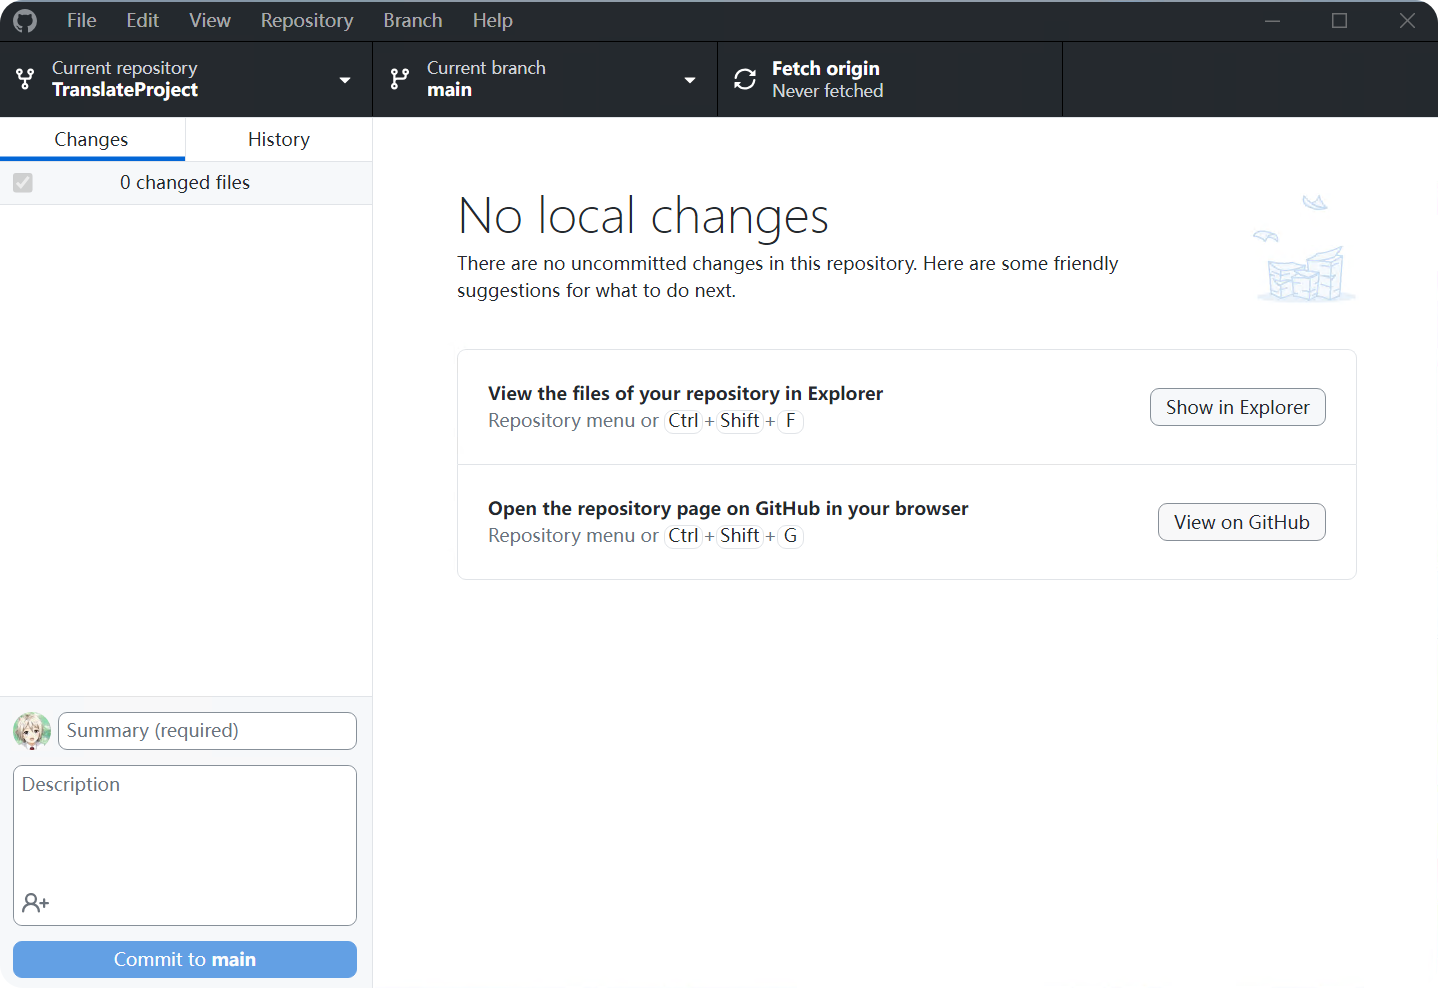 File Edit View Repository Branch Help
Current repository
TranslateProject
Current branch
main
Fetch origin
Never fetched
Changes
History
0 changed files
No local changes
There are no uncommitted changes in this repository. Here are some friendly
suggestions for what to do next.
View the files of your repository in Explorer
Repository menu or Ctrl + Shift + F
Show in Explorer
Open the repository page on GitHub in your browser
Repository menu or Ctrl + Shift + G
View on GitHub
Summary (required)
Description
Commit to main